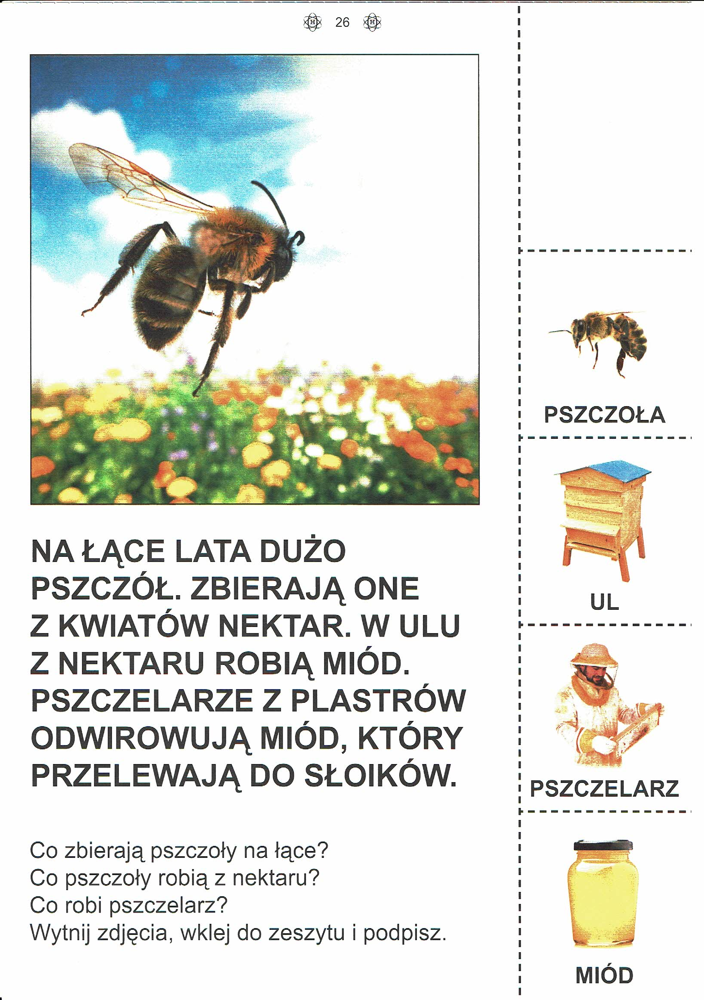 26
NA ŁĄCE LATA DUŻO
PSZCZÓŁ. ZBIERAJĄ ONE
Z KWIATÓW NEKTAR. W ULU
Z NEKTARU ROBIĄ MIÓD.
PSZCZELARZE Z PLASTRÓW
ODWIROWUJĄ MIÓD, KTÓRY
PRZELEWAJĄ DO SŁOIKÓW.
Co zbierają pszczoły na łące?
Co pszczoły robią z nektaru?
Co robi pszczelarz?
Wytnij zdjęcia, wklej do zeszytu i podpisz.
PSZCZOŁA
UL
PSZCZELARZ
MIÓD